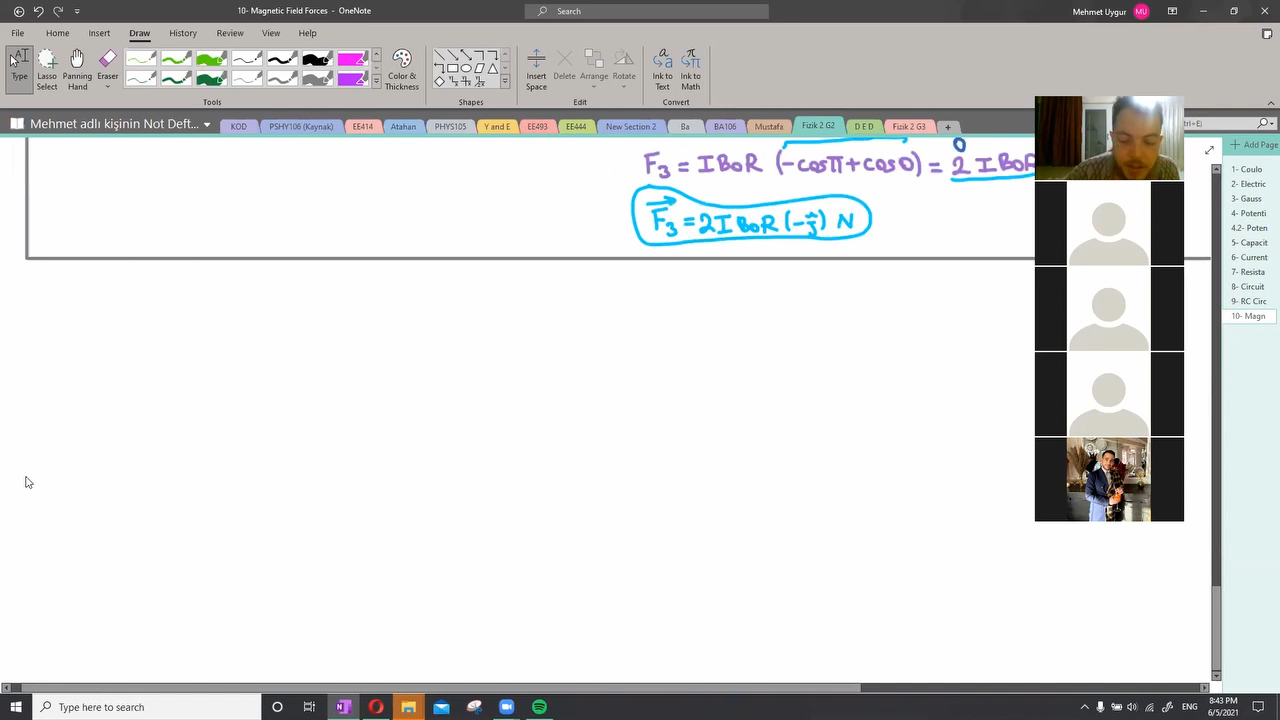 10- Magnetic Field Forces - OneNote
Search
Mehmet Uygur
MU
File Home Insert Draw History Review View Help
Type
Lasso Select
Panning Hand
Eraser
Color & Thickness
Insert Space
Delete
Arrange
Rotate
Ink to Text
Ink to Math
Tools
Shapes
Edit
Convert
Mehmet adlı kişinin Not Deft...
KOD PSHY106 (Kaynak) EE414 Atahan PHYS105 Y and E EE493 EE444 New Section 2 Ba BA106 Mustafa Fizik 2 G2 D E D Fizik 2 G3 +
trl+E)
Add Page
1- Coulo
2- Electric
3- Gauss
4- Potenti
4.2- Poten
5- Capacit
6- Current
7- Resista
8- Circuit
9- RC Circ
10- Magn
0
F3 = IB0R (-cosπ+cos0) = 2 IB0R
F3 = 2IB0R (-ĵ) N
Type here to search
ENG
8:43 PM
6/5/2021